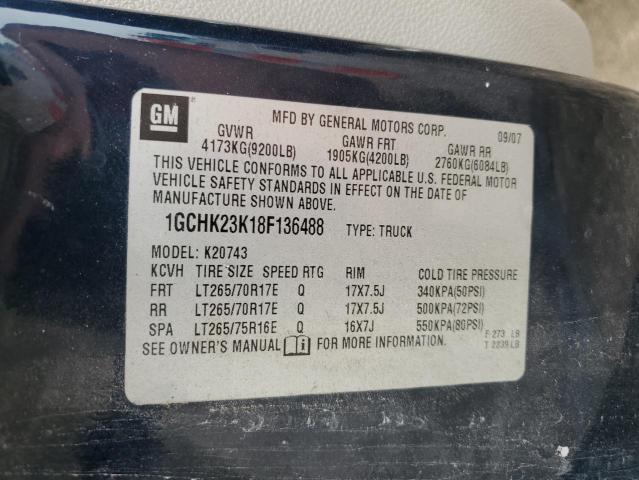 GM
MFD BY GENERAL MOTORS CORP. 09/07
GVWR GAWR FRT GAWR RR
4173KG(9200LB) 1905KG(4200LB) 2760KG(6084LB)
THIS VEHICLE CONFORMS TO ALL APPLICABLE U.S. FEDERAL MOTOR
VEHICLE SAFETY STANDARDS IN EFFECT ON THE DATE OF
MANUFACTURE SHOWN ABOVE.
1GCHK23K18F136488 TYPE: TRUCK
MODEL: K20743
KCVH TIRE SIZE SPEED RTG RIM COLD TIRE PRESSURE
FRT LT265/70R17E Q 17X7.5J 340KPA(50PSI)
RR LT265/70R17E Q 17X7.5J 500KPA(72PSI)
SPA LT265/75R16E Q 16X7J 550KPA(80PSI)
F 273 LB
SEE OWNER'S MANUAL FOR MORE INFORMATION. T 2239 LB